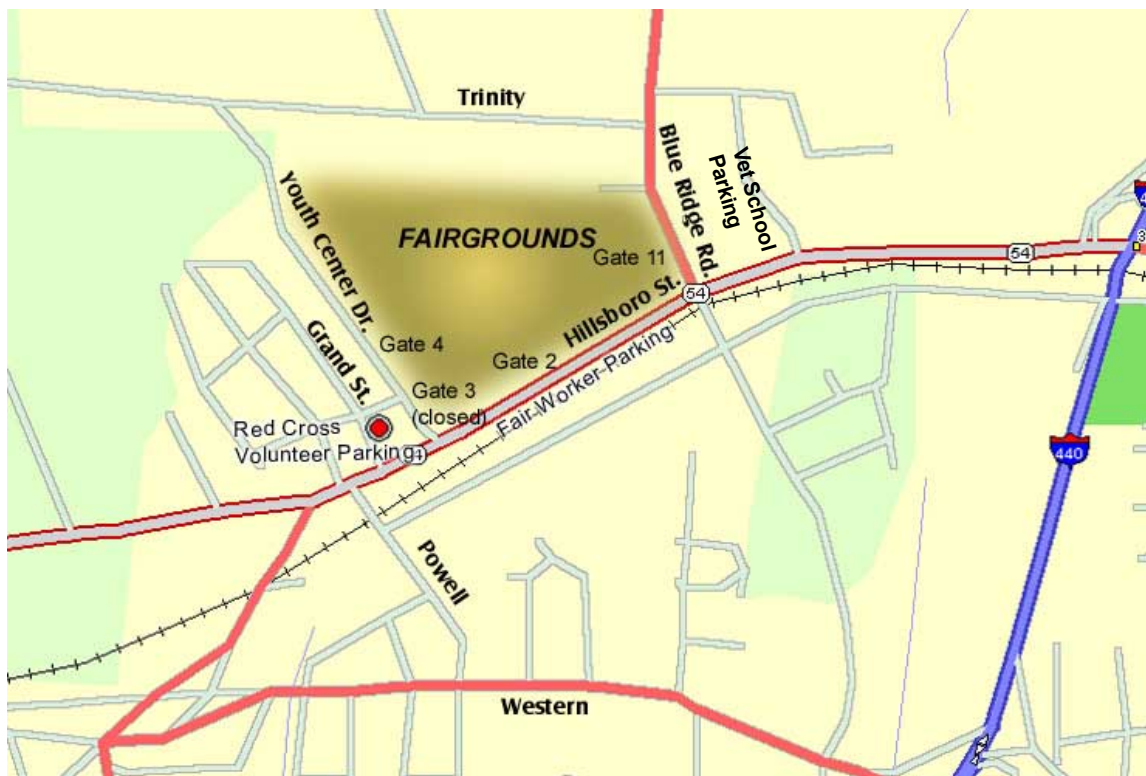 Trinity
Blue Ridge Rd.
Vet School
Parking
Youth Center Dr.
FAIRGROUNDS
Gate 11
54
54
Hillsboro St.
Gate 4
Gate 2
Grand St.
Gate 3
(closed)
Fair Worker Parking
Red Cross
Volunteer Parking
440
Powell
Western